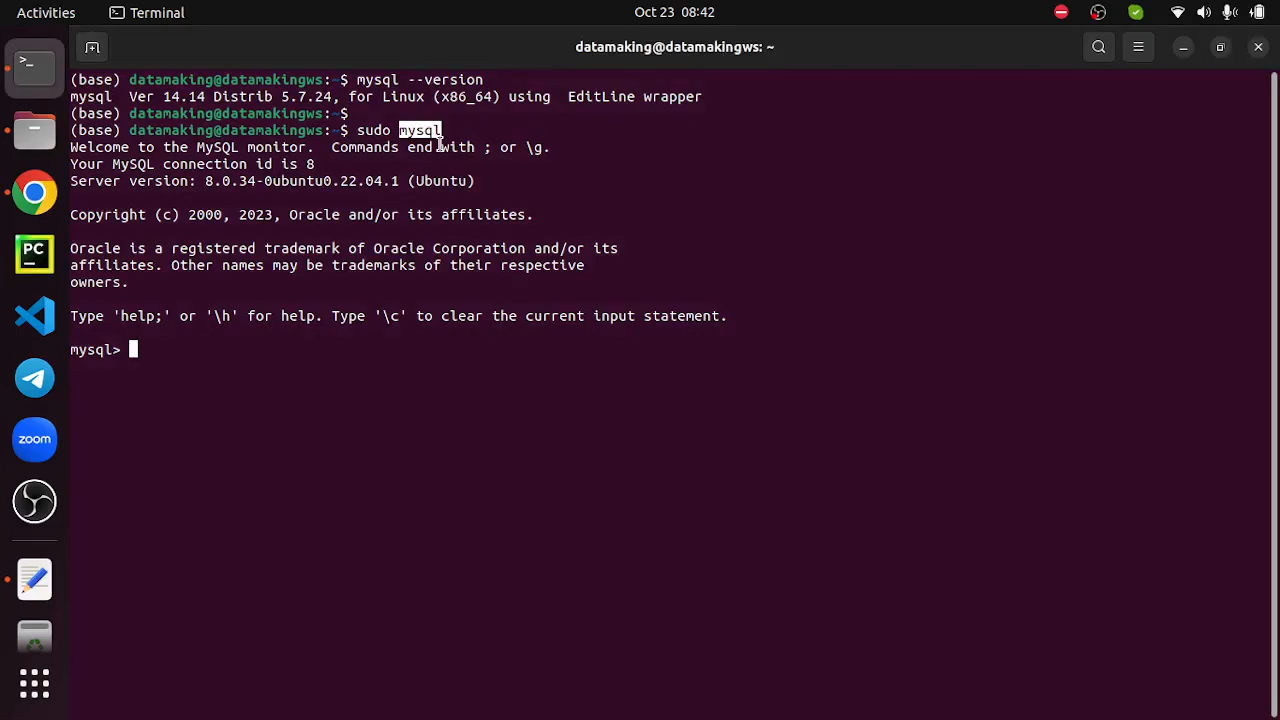 Activities
Terminal
Oct 23 08:42
datamaking@datamakingws: ~
(base) datamaking@datamakingws:~$ mysql --version
mysql Ver 14.14 Distrib 5.7.24, for Linux (x86_64) using EditLine wrapper
(base) datamaking@datamakingws:~$
(base) datamaking@datamakingws:~$ sudo mysql
Welcome to the MySQL monitor. Commands end with ; or \g.
Your MySQL connection id is 8
Server version: 8.0.34-0ubuntu0.22.04.1 (Ubuntu)
Copyright (c) 2000, 2023, Oracle and/or its affiliates.
Oracle is a registered trademark of Oracle Corporation and/or its
affiliates. Other names may be trademarks of their respective
owners.
Type 'help;' or '\h' for help. Type '\c' to clear the current input statement.
mysql>
PC
zoom